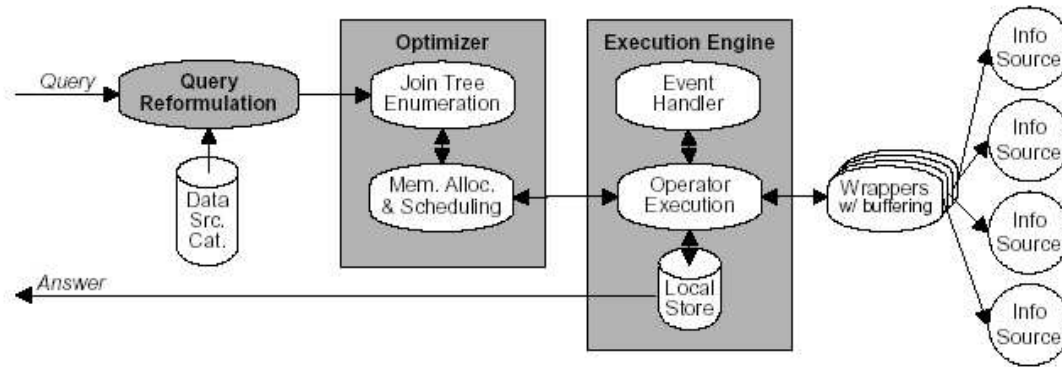 Query
Query
Reformulation
Data
Src.
Cat.
Optimizer
Join Tree
Enumeration
Mem. Alloc.
& Scheduling
Execution Engine
Event
Handler
Operator
Execution
Local
Store
Wrappers
w/ buffering
Info
Source
Info
Source
Info
Source
Info
Source
Answer